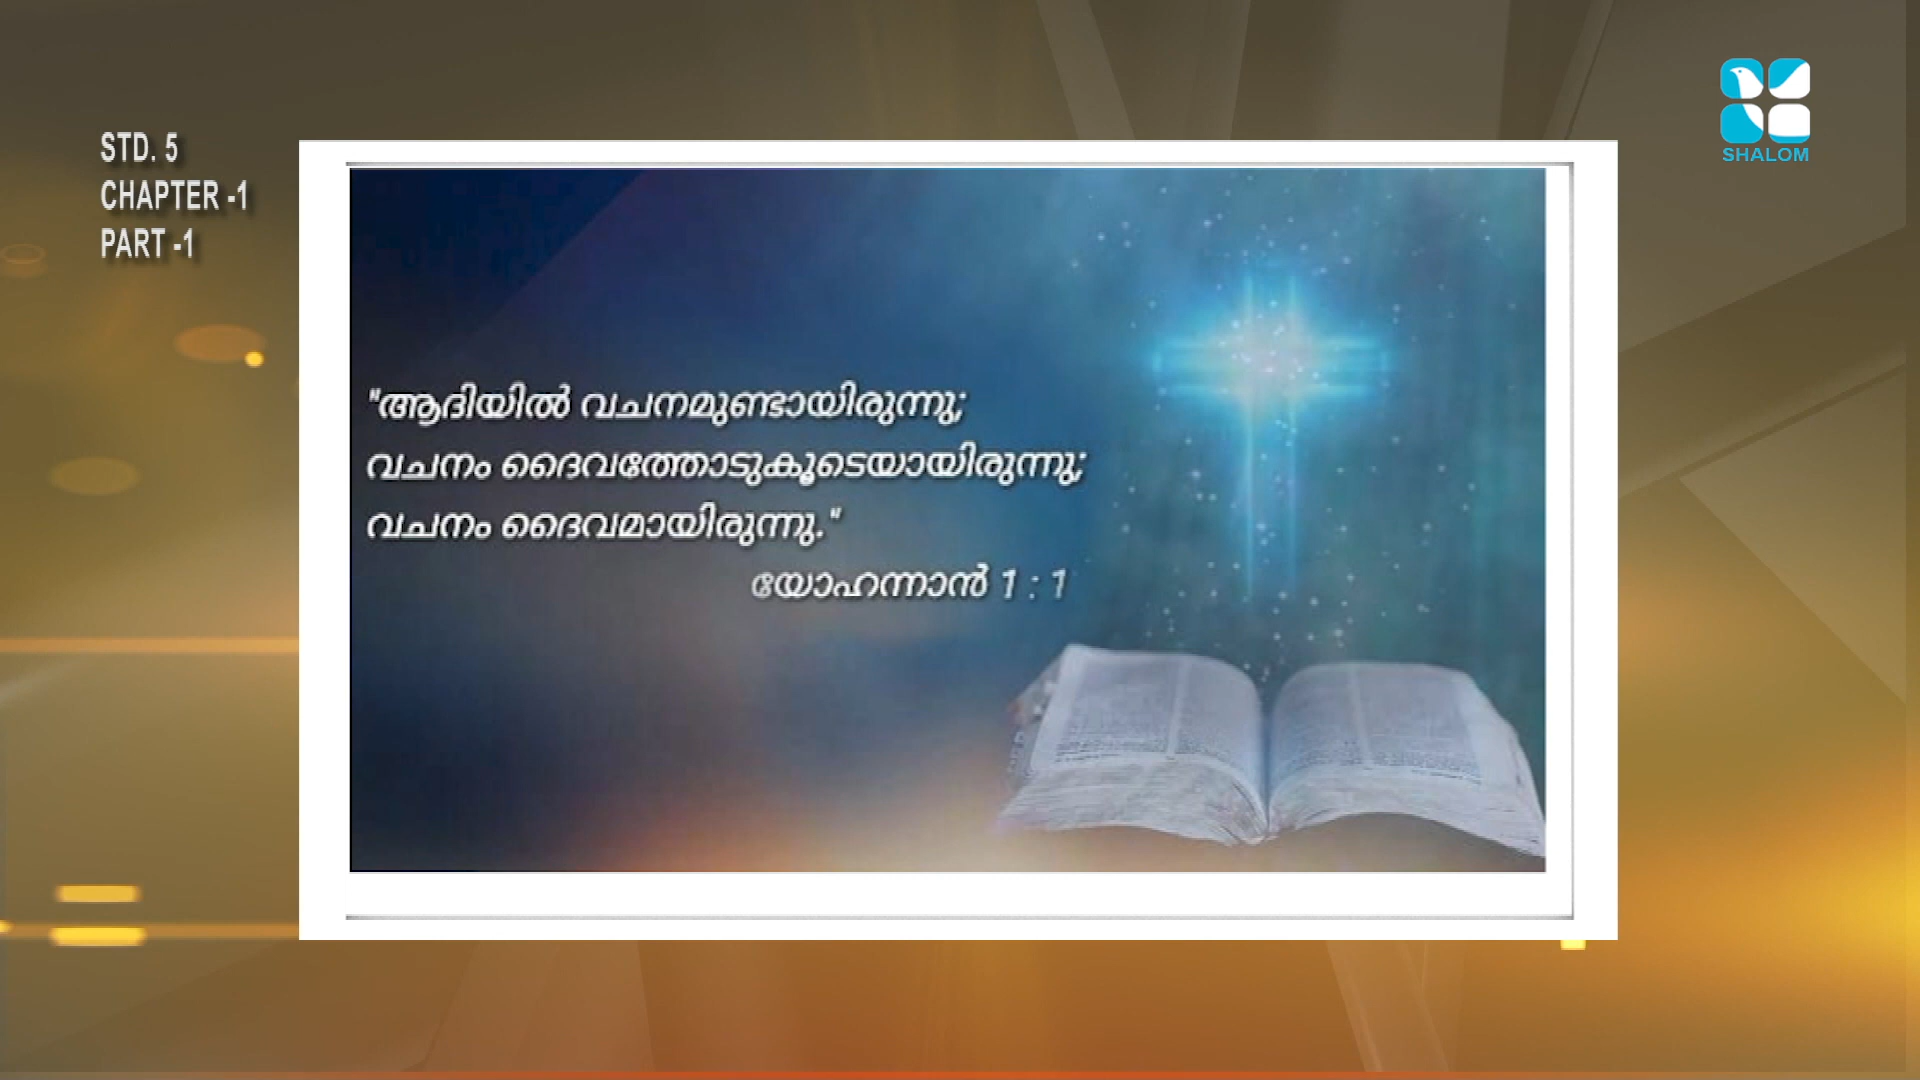 STD. 5
CHAPTER -1
PART -1
SHALOM
"ആദിയിൽ വചനമുണ്ടായിരുന്നു;
വചനം ദൈവത്തോടുകൂടെയായിരുന്നു;
വചനം ദൈവമായിരുന്നു."
യോഹന്നാൻ 1 : 1